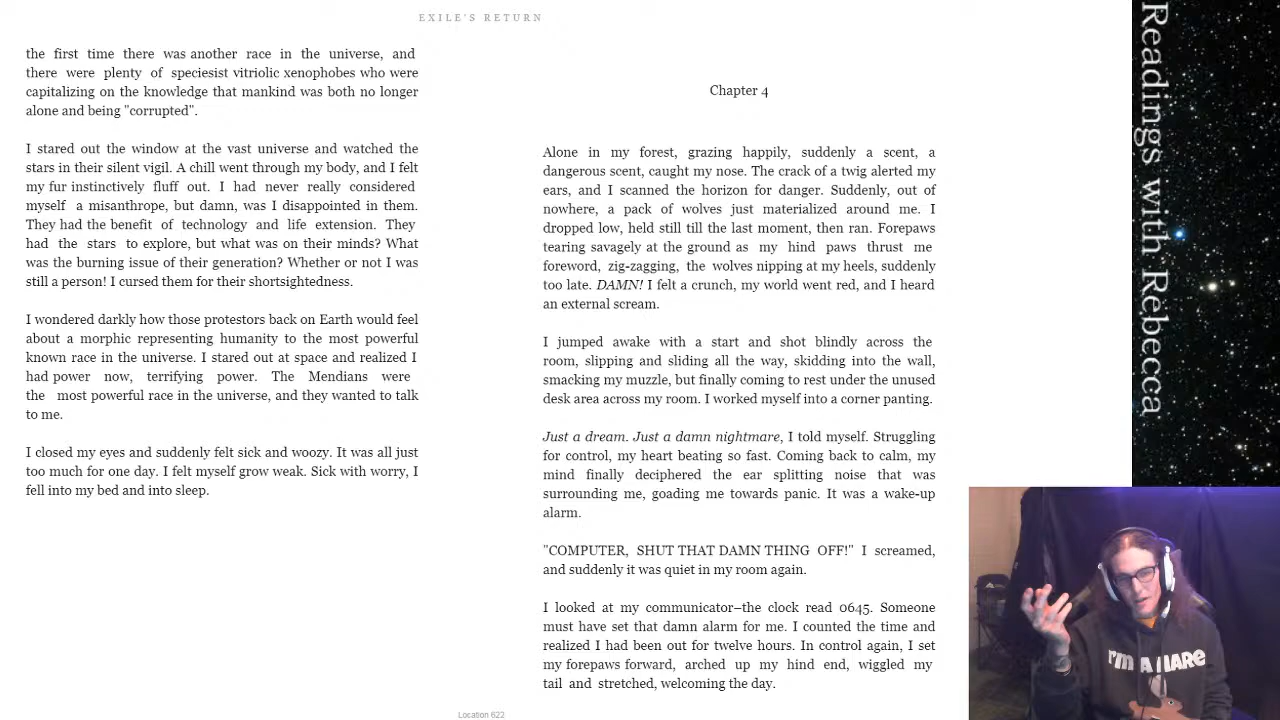 EXILE'S RETURN
the first time there was another race in the universe, and
there were plenty of speciesist vitriolic xenophobes who were
capitalizing on the knowledge that mankind was both no longer
alone and being "corrupted".
I stared out the window at the vast universe and watched the
stars in their silent vigil. A chill went through my body, and I felt
my fur instinctively fluff out. I had never really considered
myself a misanthrope, but damn, was I disappointed in them.
They had the benefit of technology and life extension. They
had the stars to explore, but what was on their minds? What
was the burning issue of their generation? Whether or not I was
still a person! I cursed them for their shortsightedness.
I wondered darkly how those protestors back on Earth would feel
about a morphic representing humanity to the most powerful
known race in the universe. I stared out at space and realized I
had power now, terrifying power. The Mendians were
the most powerful race in the universe, and they wanted to talk
to me.
I closed my eyes and suddenly felt sick and woozy. It was all just
too much for one day. I felt myself grow weak. Sick with worry, I
fell into my bed and into sleep.
Chapter 4
Alone in my forest, grazing happily, suddenly a scent, a
dangerous scent, caught my nose. The crack of a twig alerted my
ears, and I scanned the horizon for danger. Suddenly, out of
nowhere, a pack of wolves just materialized around me. I
dropped low, held still till the last moment, then ran. Forepaws
tearing savagely at the ground as my hind paws thrust me
foreword, zig-zagging, the wolves nipping at my heels, suddenly
too late. DAMN! I felt a crunch, my world went red, and I heard
an external scream.
I jumped awake with a start and shot blindly across the
room, slipping and sliding all the way, skidding into the wall,
smacking my muzzle, but finally coming to rest under the unused
desk area across my room. I worked myself into a corner panting.
Just a dream. Just a damn nightmare, I told myself. Struggling
for control, my heart beating so fast. Coming back to calm, my
mind finally deciphered the ear splitting noise that was
surrounding me, goading me towards panic. It was a wake-up
alarm.
"COMPUTER, SHUT THAT DAMN THING OFF!" I screamed,
and suddenly it was quiet in my room again.
I looked at my communicator–the clock read 0645. Someone
must have set that damn alarm for me. I counted the time and
realized I had been out for twelve hours. In control again, I set
my forepaws forward, arched up my hind end, wiggled my
tail and stretched, welcoming the day.
Location 622
Readings with Rebecca
I'M A HARE